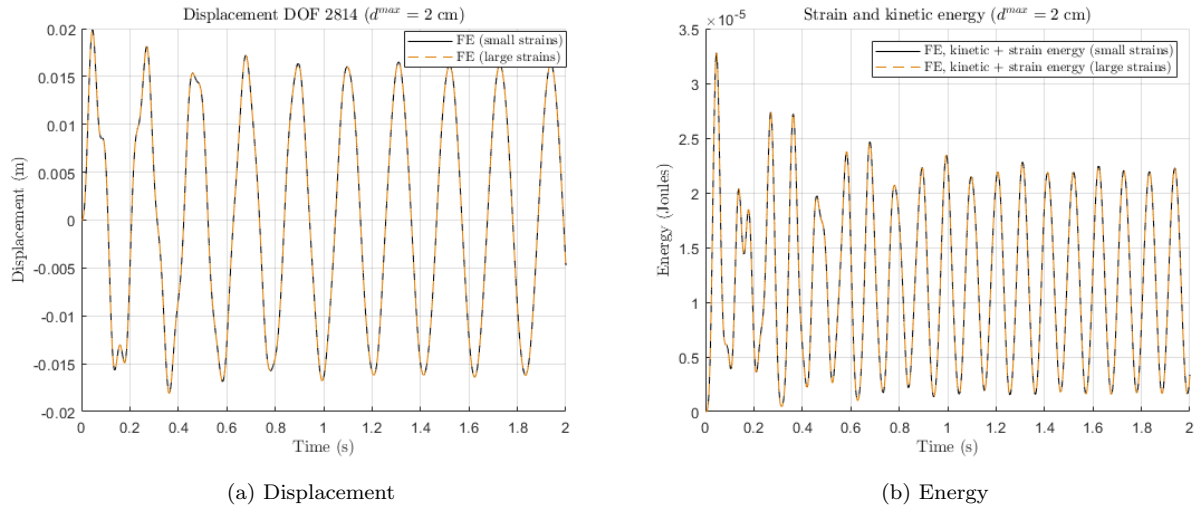 Displacement DOF 2814 (d^max = 2 cm)
FE (small strains)
FE (large strains)
Displacement (m)
0.02
0.015
0.01
0.005
0
-0.005
-0.01
-0.015
-0.02
0 0.2 0.4 0.6 0.8 1 1.2 1.4 1.6 1.8 2
Time (s)
(a) Displacement
Strain and kinetic energy (d^max = 2 cm)
×10^-5
FE, kinetic + strain energy (small strains)
FE, kinetic + strain energy (large strains)
Energy (Joules)
3.5
3
2.5
2
1.5
1
0.5
0
0 0.2 0.4 0.6 0.8 1 1.2 1.4 1.6 1.8 2
Time (s)
(b) Energy